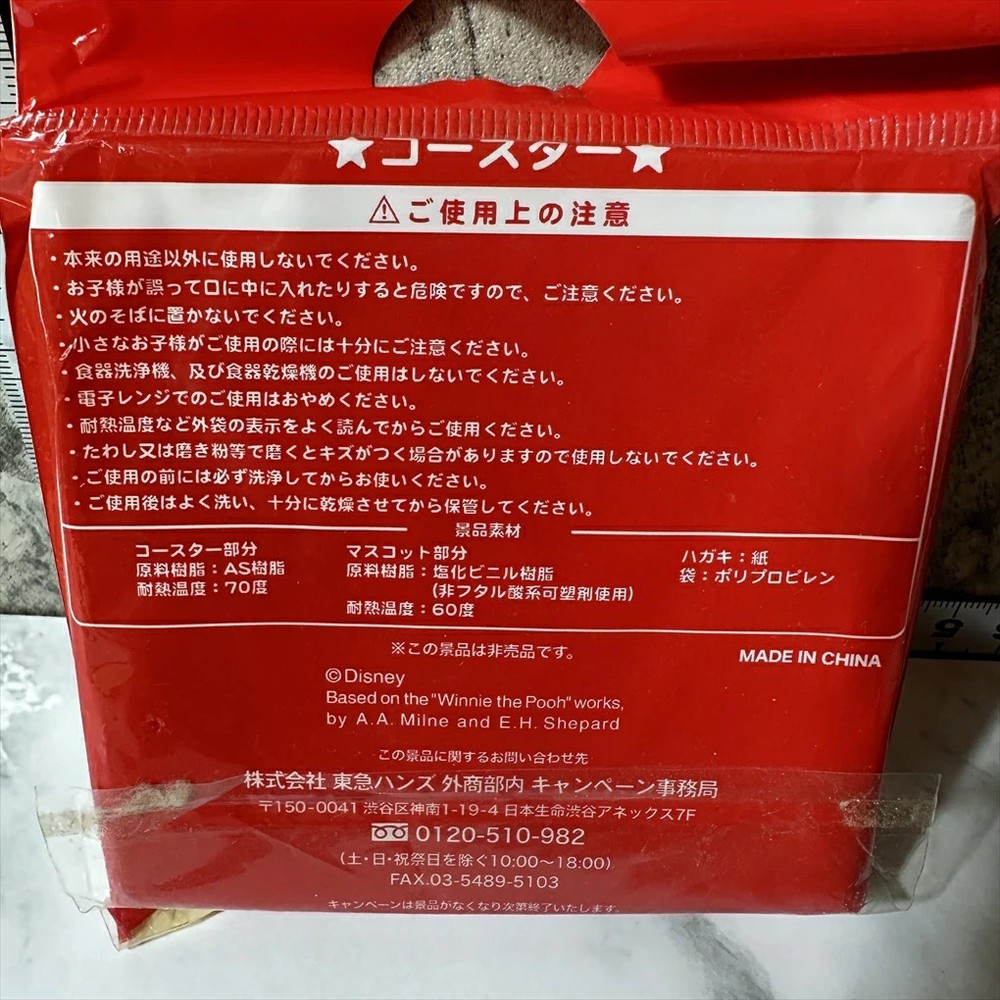 ★コースター★
⚠ご使用上の注意
・本来の用途以外に使用しないでください。
・お子様が誤って口に中に入れたりすると危険ですので、ご注意ください。
・火のそばに置かないでください。
・小さなお子様がご使用の際には十分にご注意ください。
・食器洗浄機、及び食器乾燥機のご使用はしないでください。
・電子レンジでのご使用はおやめください。
・耐熱温度など外袋の表示をよく読んでからご使用ください。
・たわし又は磨き粉等で磨くとキズがつく場合がありますので使用しないでください。
・ご使用の前には必ず洗浄してからお使いください。
・ご使用後はよく洗い、十分に乾燥させてから保管してください。
景品素材
コースター部分
原料樹脂：AS樹脂
耐熱温度：70度
マスコット部分
原料樹脂：塩化ビニル樹脂
(非フタル酸系可塑剤使用)
耐熱温度：60度
ハガキ：紙
袋：ポリプロピレン
※この景品は非売品です。
MADE IN CHINA
©Disney
Based on the "Winnie the Pooh" works,
by A.A. Milne and E.H. Shepard
この景品に関するお問い合わせ先
株式会社 東急ハンズ 外商部内 キャンペーン事務局
〒150-0041 渋谷区神南1-19-4 日本生命渋谷アネックス7F
0120-510-982
(土・日・祝祭日を除ぐ10:00〜18:00)
FAX.03-5489-5103
キャンペーンは景品がなくなり次第終了いたします。
9